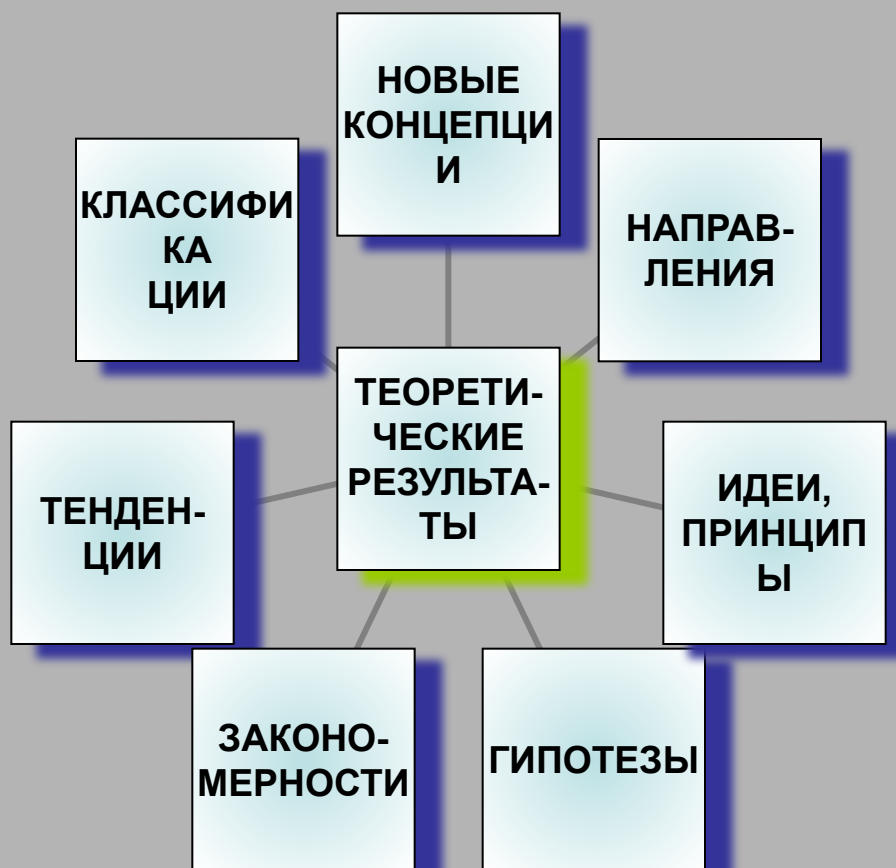 НОВЫЕ
КОНЦЕПЦИ
И
КЛАССИФИ
КА
ЦИИ
НАПРАВ-
ЛЕНИЯ
ТЕОРЕТИ-
ЧЕСКИЕ
РЕЗУЛЬТА-
ТЫ
ТЕНДЕН-
ЦИИ
ИДЕИ,
ПРИНЦИП
Ы
ЗАКОНО-
МЕРНОСТИ
ГИПОТЕЗЫ